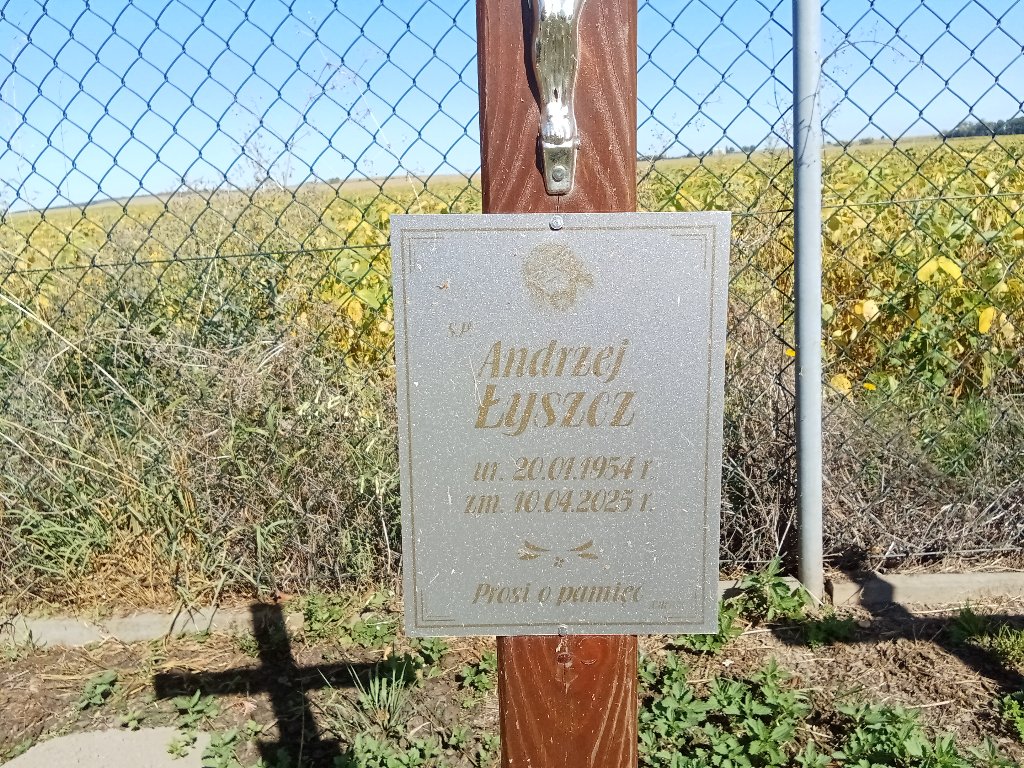 Ś.P.
Andrzej
Łyszcz
ur. 20.01.1954 r.
zm. 10.04.2025 r.
Prosi o pamięć